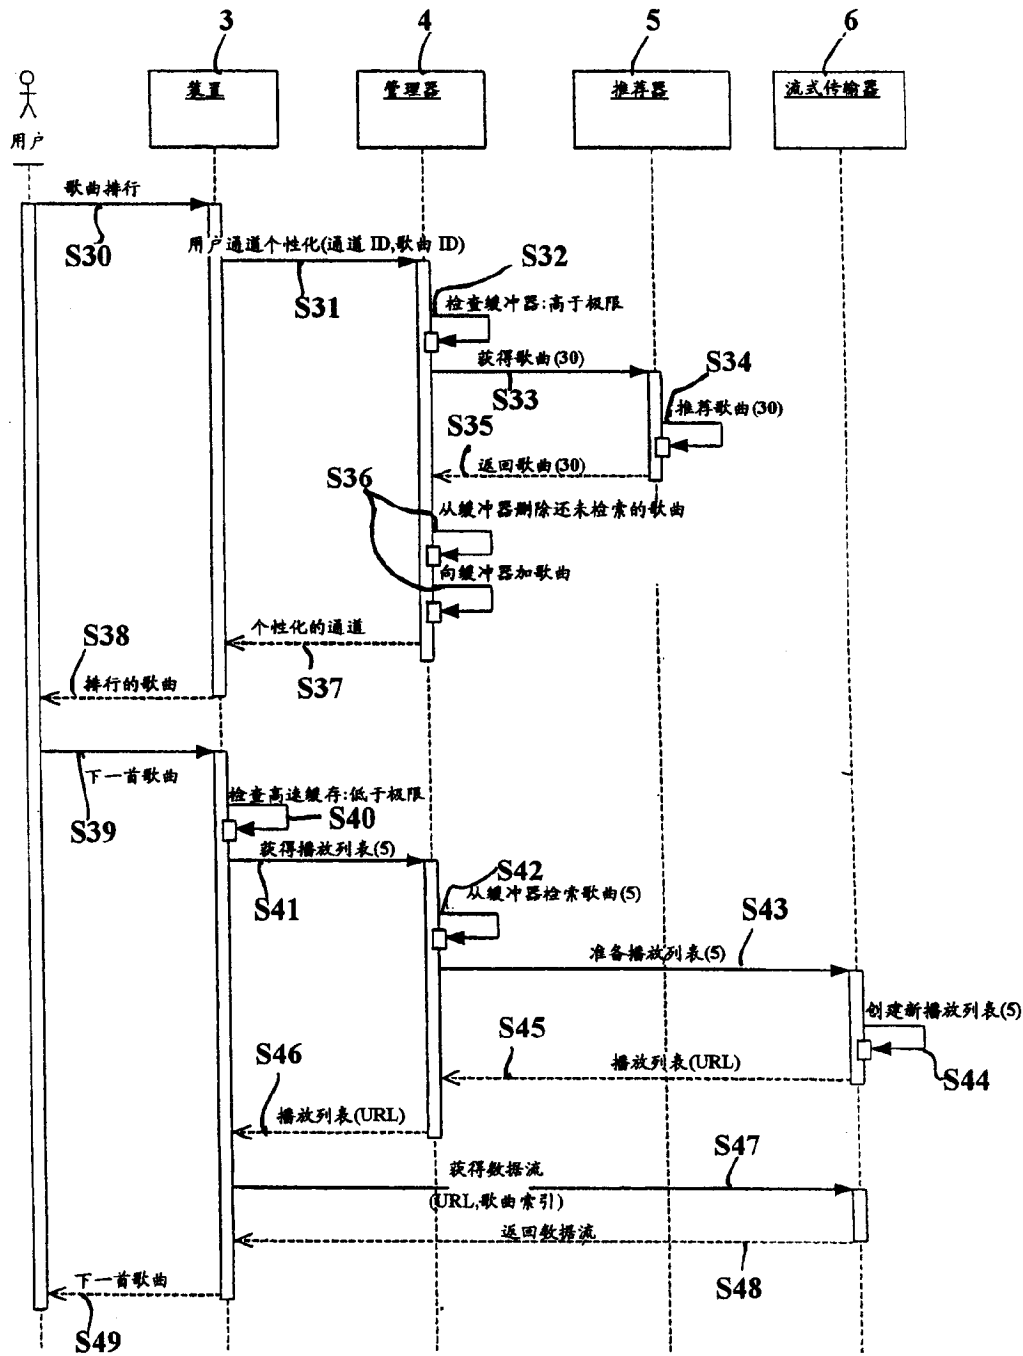 3
4
5
6
装置
管理器
推荐器
流式传输器
用户
歌曲排行
S30
用户通道个性化(通道 ID,歌曲 ID)
S31
S32
检查缓冲器:高于极限
获得歌曲(30)
S33
S34
推荐歌曲(30)
S35
返回歌曲(30)
S36
从缓冲器删除还未检索的歌曲
向缓冲器加歌曲
个性化的通道
S37
S38
排行的歌曲
下一首歌曲
S39
检查高速缓存:低于极限
S40
获得播放列表(5)
S41
S42
从缓冲器检索歌曲(5)
S43
准备播放列表(5)
创建新播放列表(5)
S44
S45
播放列表(URL)
S46
播放列表(URL)
S47
获得数据流
(URL,歌曲索引)
返回数据流
S48
下一首歌曲
S49